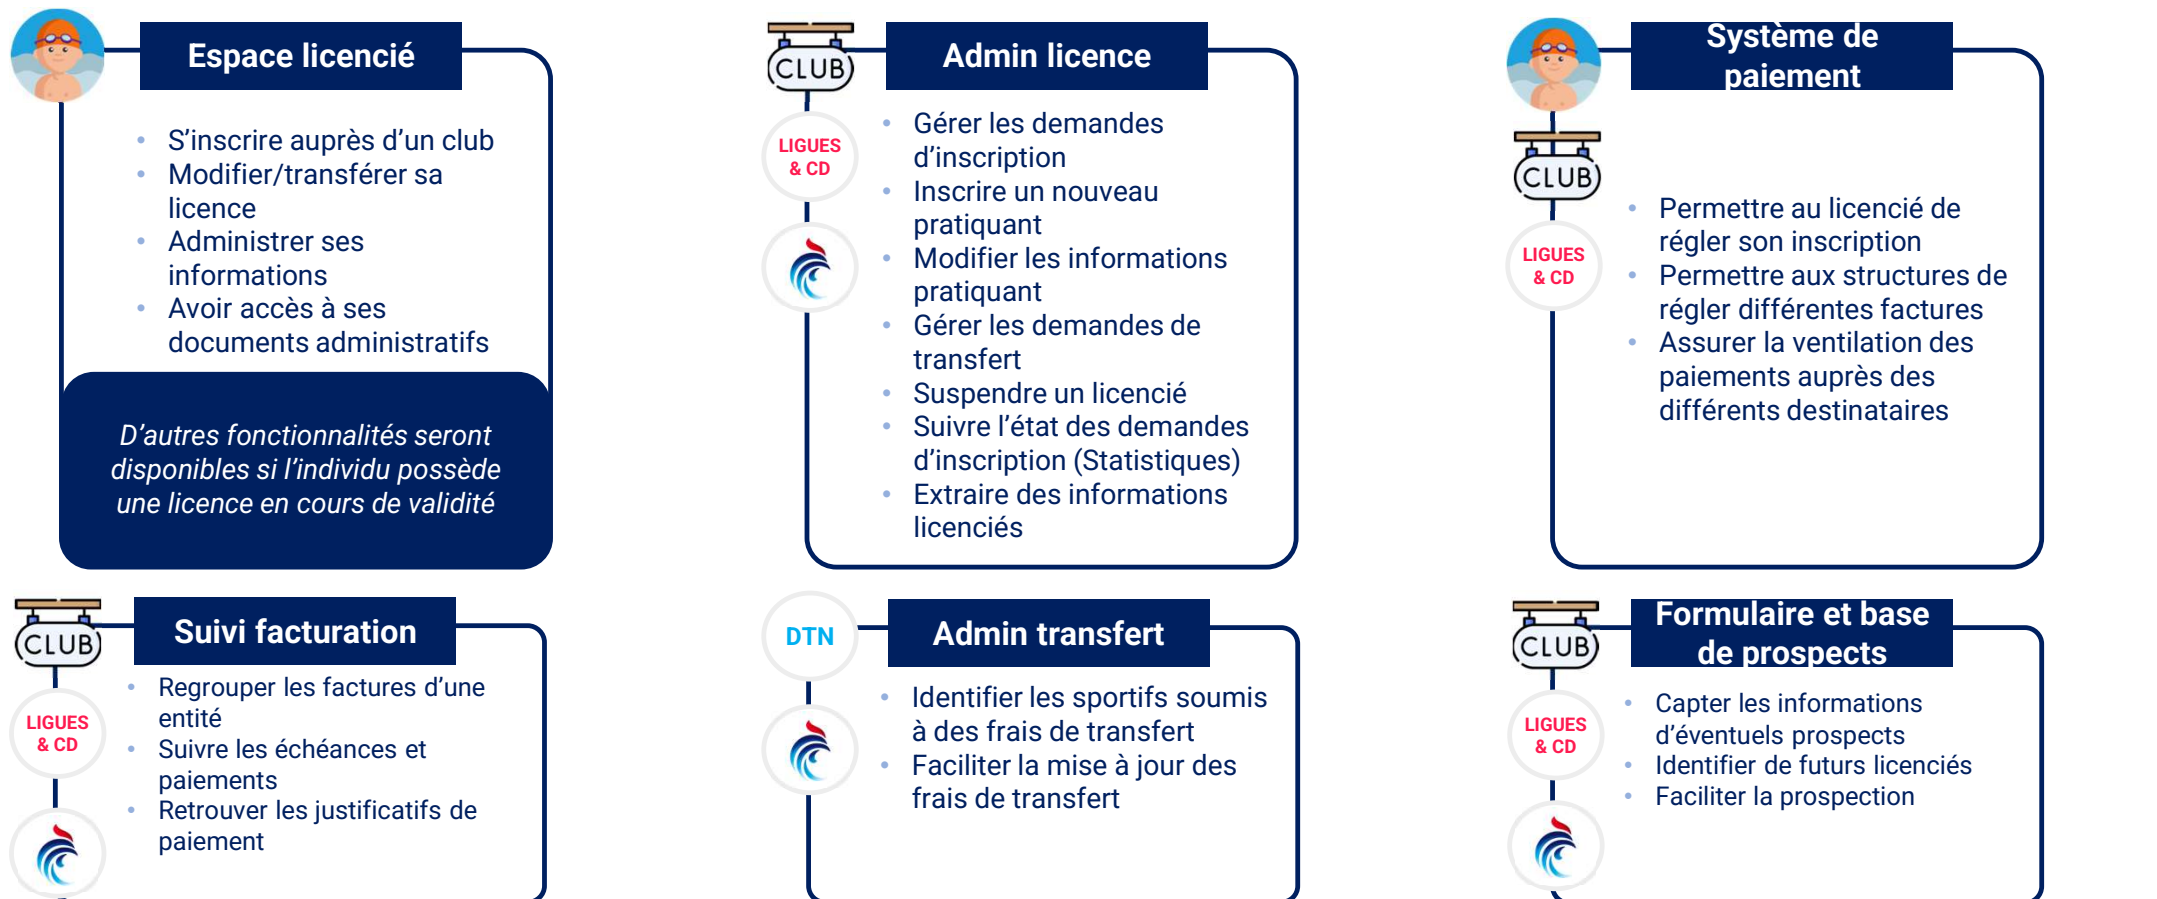 Espace licencié
S’inscrire auprès d’un club
Modifier/transférer sa
licence
Administrer ses
informations
Avoir accès à ses
documents administratifs
D’autres fonctionnalités seront
disponibles si l’individu possède
une licence en cours de validité
CLUB
LIGUES
& CD
Admin licence
Gérer les demandes
d’inscription
Inscrire un nouveau
pratiquant
Modifier les informations
pratiquant
Gérer les demandes de
transfert
Suspendre un licencié
Suivre l’état des demandes
d’inscription (Statistiques)
Extraire des informations
licenciés
CLUB
LIGUES
& CD
Système de
paiement
Permettre au licencié de
régler son inscription
Permettre aux structures de
régler différentes factures
Assurer la ventilation des
paiements auprès des
différents destinataires
CLUB
LIGUES
& CD
Suivi facturation
Regrouper les factures d’une
entité
Suivre les échéances et
paiements
Retrouver les justificatifs de
paiement
DTN
Admin transfert
Identifier les sportifs soumis
à des frais de transfert
Faciliter la mise à jour des
frais de transfert
CLUB
LIGUES
& CD
Formulaire et base
de prospects
Capter les informations
d’éventuels prospects
Identifier de futurs licenciés
Faciliter la prospection